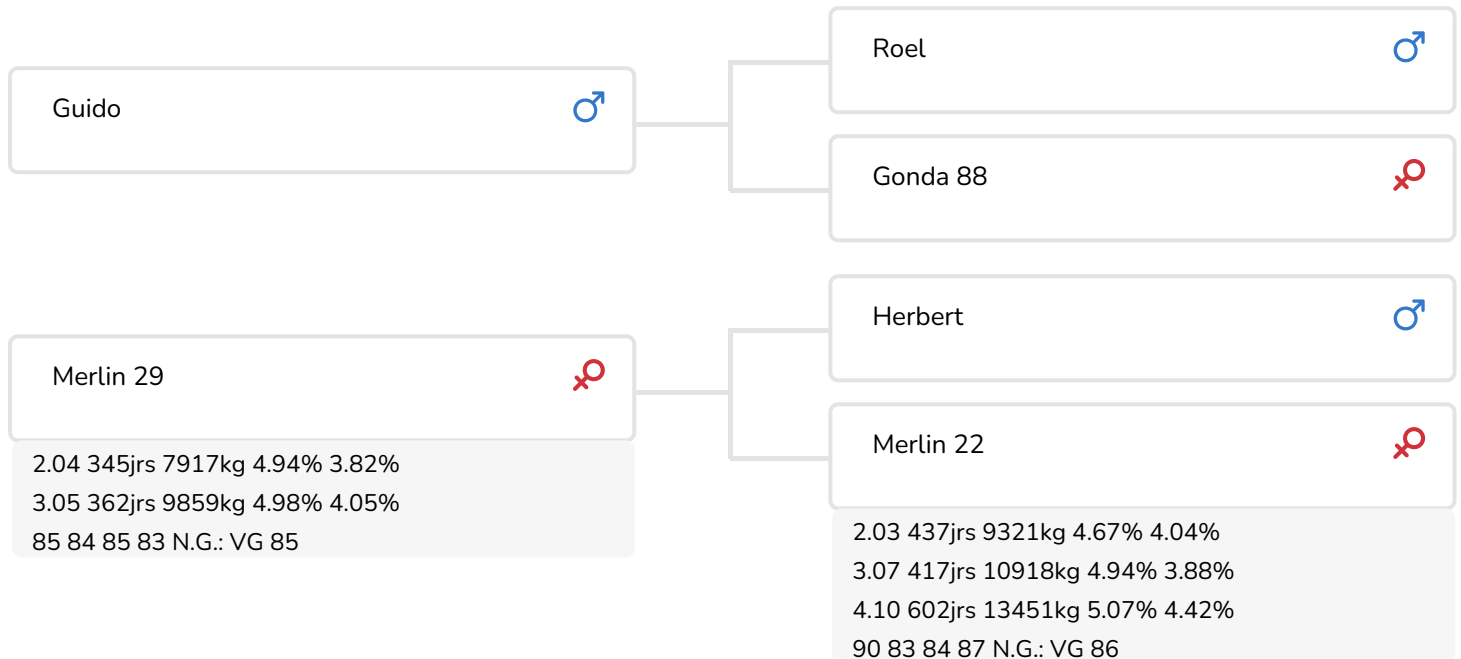 Guido
Roel
Gonda 88
Merlin 29
2.04 345jrs 7917kg 4.94% 3.82%
3.05 362jrs 9859kg 4.98% 4.05%
85 84 85 83 N.G.: VG 85
Herbert
Merlin 22
2.03 437jrs 9321kg 4.67% 4.04%
3.07 417jrs 10918kg 4.94% 3.88%
4.10 602jrs 13451kg 5.07% 4.42%
90 83 84 87 N.G.: VG 86